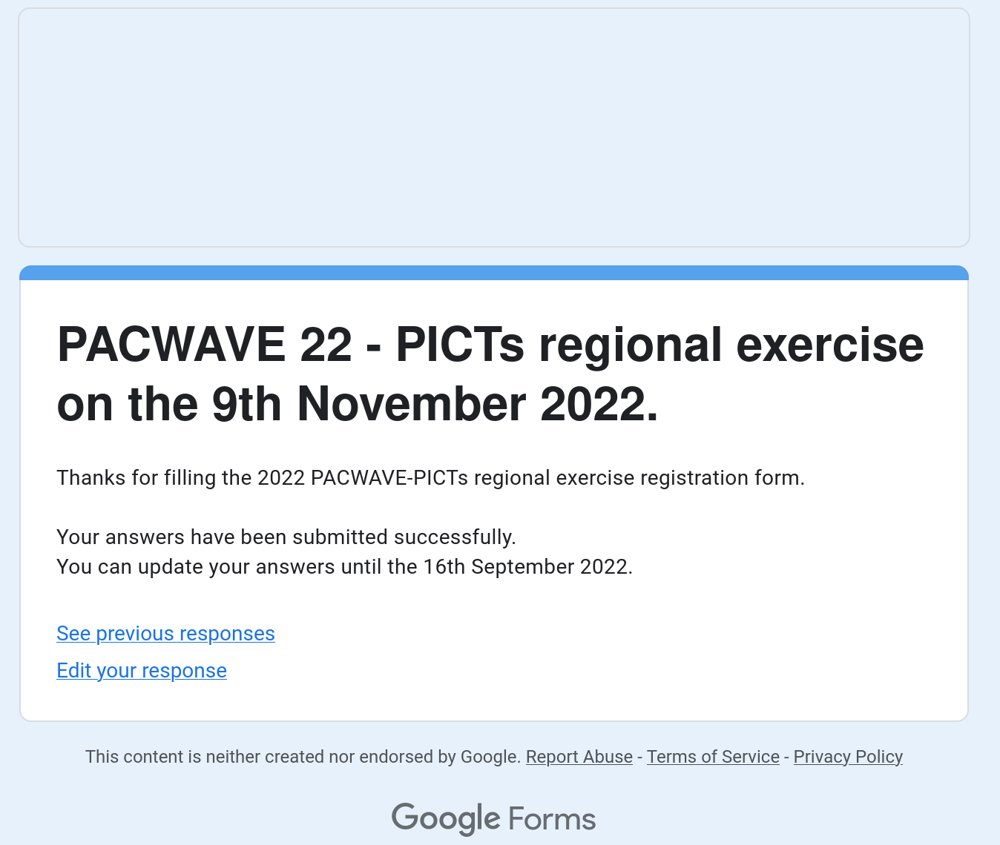 PACWAVE 22 - PICTs regional exercise
on the 9th November 2022.
Thanks for filling the 2022 PACWAVE-PICTs regional exercise registration form.
Your answers have been submitted successfully.
You can update your answers until the 16th September 2022.
See previous responses
Edit your response
This content is neither created nor endorsed by Google. Report Abuse - Terms of Service - Privacy Policy
Google Forms